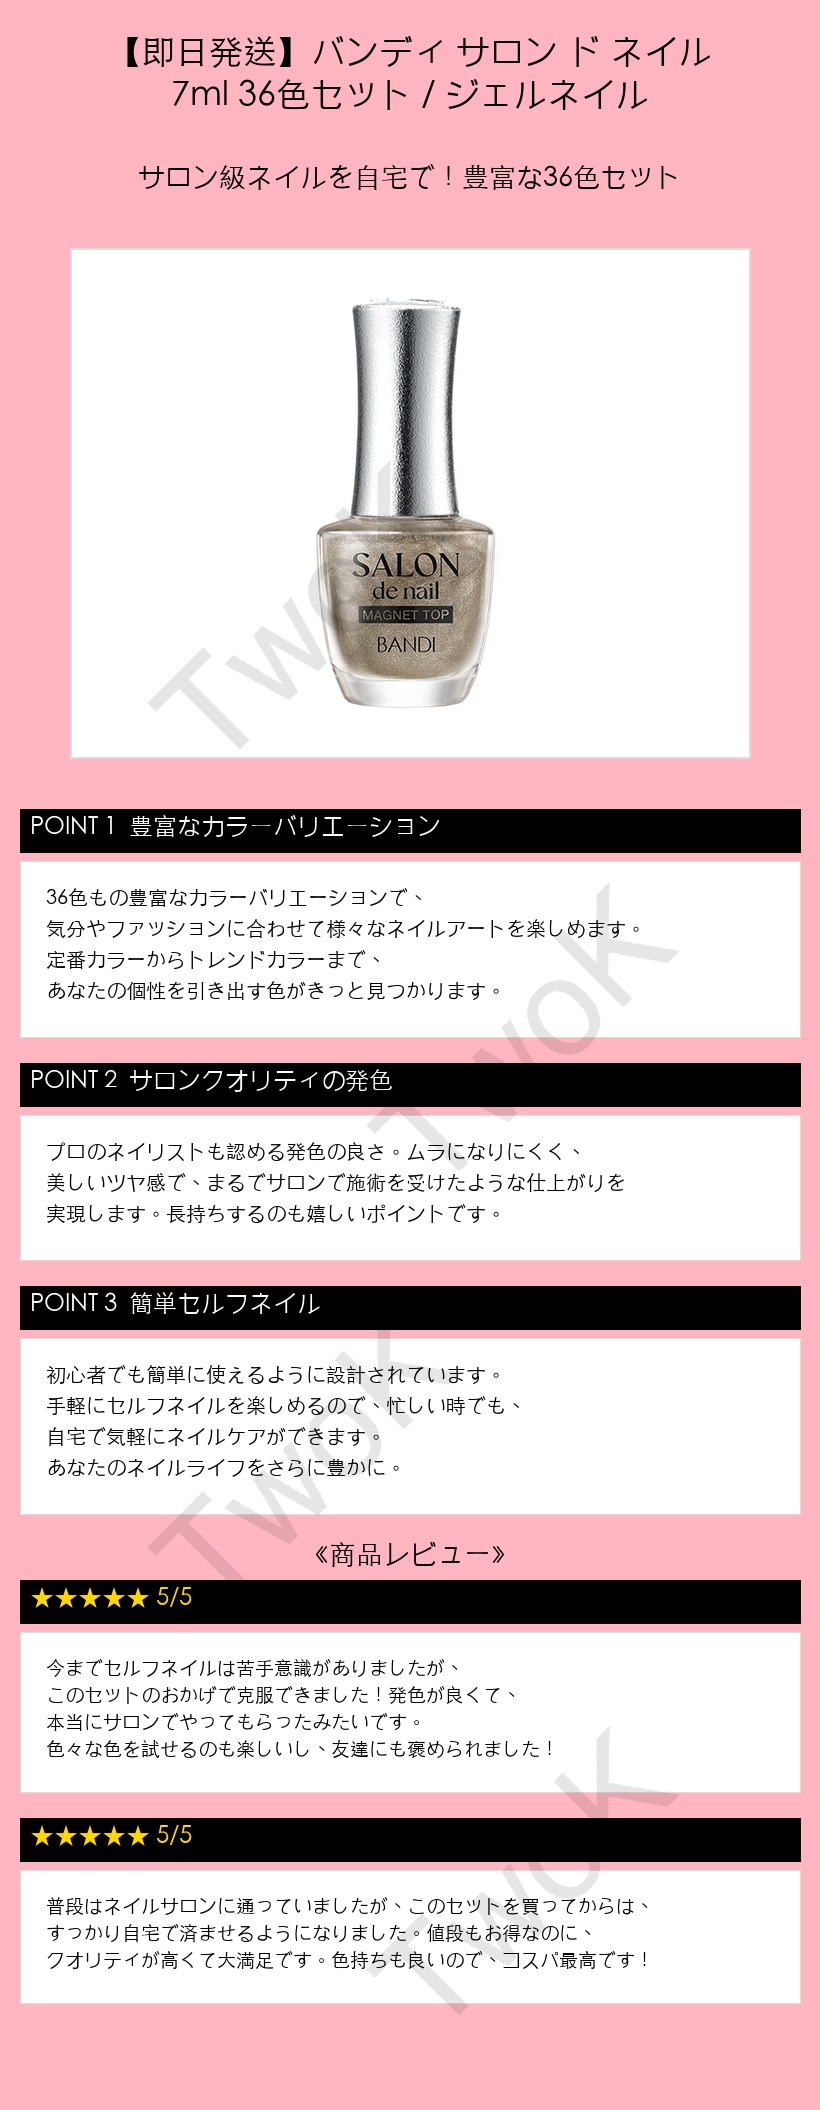 【即日発送】バンディ サロン ド ネイル
7ml 36色セット / ジェルネイル
サロン級ネイルを自宅で！豊富な36色セット
SALON
de nail
MAGNET TOP
BANDI
TwoK
POINT 1 豊富なカラーバリエーション
36色もの豊富なカラーバリエーションで、
気分やファッションに合わせて様々なネイルアートを楽しめます。
定番カラーからトレンドカラーまで、
あなたの個性を引き出す色がきっと見つかります。
TwoK
POINT 2 サロンクオリティの発色
プロのネイリストも認める発色の良さ。ムラになりにくく、
美しいツヤ感で、まるでサロンで施術を受けたような仕上がりを
実現します。長持ちするのも嬉しいポイントです。
POINT 3 簡単セルフネイル
初心者でも簡単に使えるように設計されています。
手軽にセルフネイルを楽しめるので、忙しい時でも、
自宅で気軽にネイルケアができます。
あなたのネイルライフをさらに豊かに。
TwoK
《商品レビュー》
★★★★★ 5/5
今までセルフネイルは苦手意識がありましたが、
このセットのおかげで克服できました！発色が良くて、
本当にサロンでやってもらったみたいです。
色々な色を試せるのも楽しいし、友達にも褒められました！
★★★★★ 5/5
普段はネイルサロンに通っていましたが、このセットを買ってからは、
すっかり自宅で済ませるようになりました。値段もお得なのに、
クオリティが高くて大満足です。色持ちも良いので、コスパ最高です！
TwoK